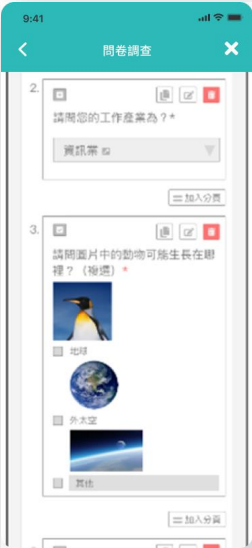 9:41
問卷調查
2.
請問您的工作產業為？*
資訊業
加入分頁
3.
請問圖片中的動物可能生長在哪
裡？（複選）*
地球
外太空
其他
加入分頁